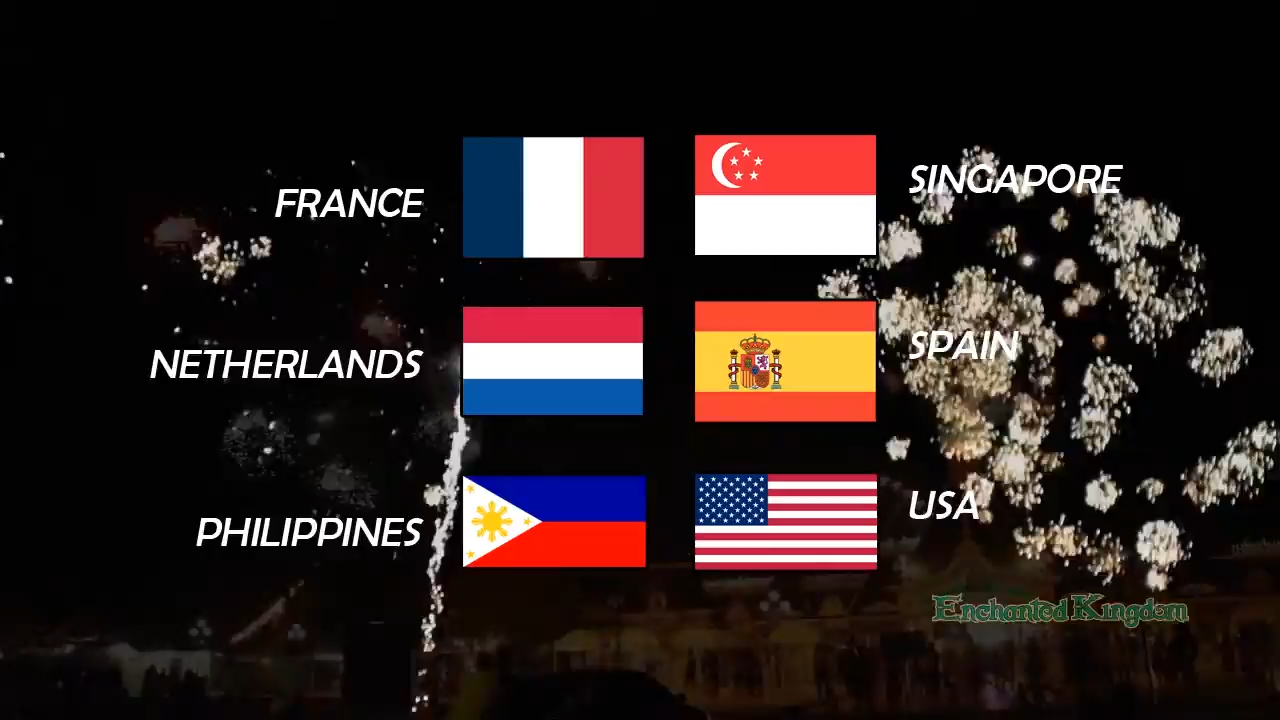 FRANCE
NETHERLANDS
PHILIPPINES
SINGAPORE
SPAIN
USA
Enchanted Kingdom